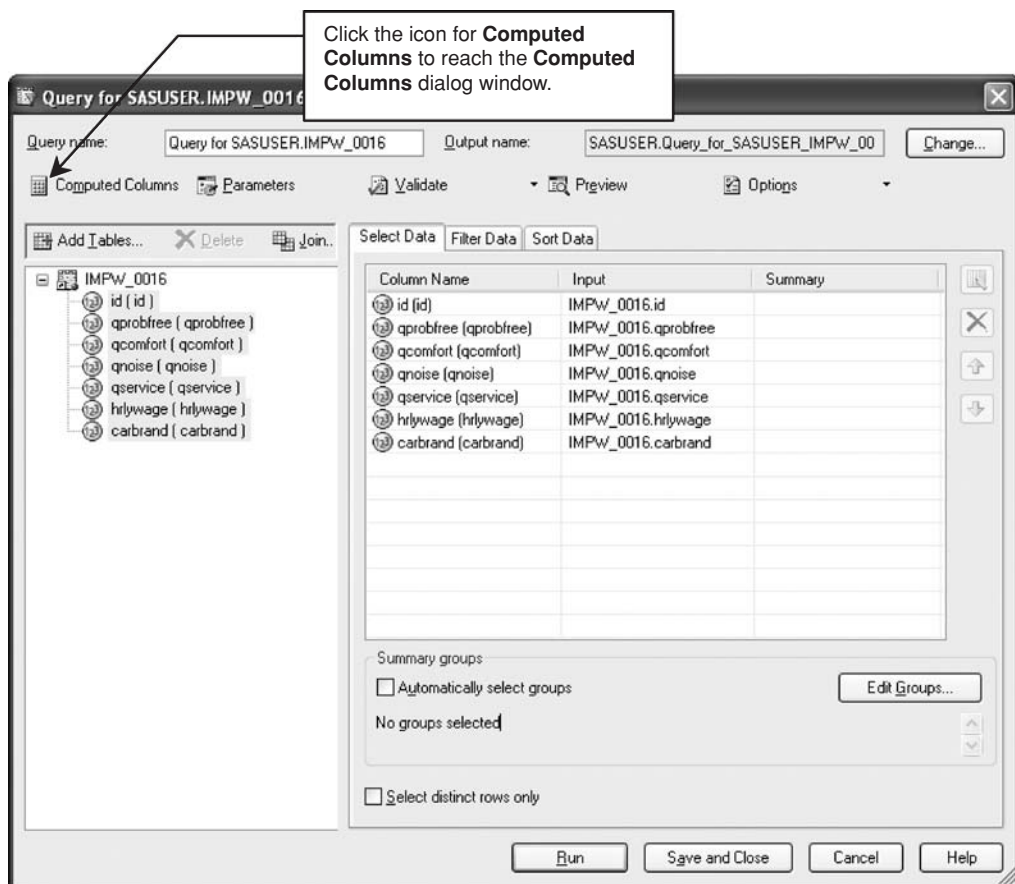 Click the icon for Computed
Columns to reach the Computed
Columns dialog window.
Query for SASUSER.IMPW_0016
Query name: Query for SASUSER.IMPW_0016 Output name: SASUSER.Query_for_SASUSER_IMPW_00 Change...
Computed Columns Parameters Validate Preview Options
Add Tables... Delete Join..
Select Data Filter Data Sort Data
IMPW_0016
id ( id )
qprobfree ( qprobfree )
qcomfort ( qcomfort )
qnoise ( qnoise )
qservice ( qservice )
hrlywage ( hrlywage )
carbrand ( carbrand )
Column Name Input Summary
id (id) IMPW_0016.id
qprobfree (qprobfree) IMPW_0016.qprobfree
qcomfort (qcomfort) IMPW_0016.qcomfort
qnoise (qnoise) IMPW_0016.qnoise
qservice (qservice) IMPW_0016.qservice
hrlywage (hrlywage) IMPW_0016.hrlywage
carbrand (carbrand) IMPW_0016.carbrand
Summary groups
Automatically select groups Edit Groups...
No groups selected
Select distinct rows only
Run Save and Close Cancel Help